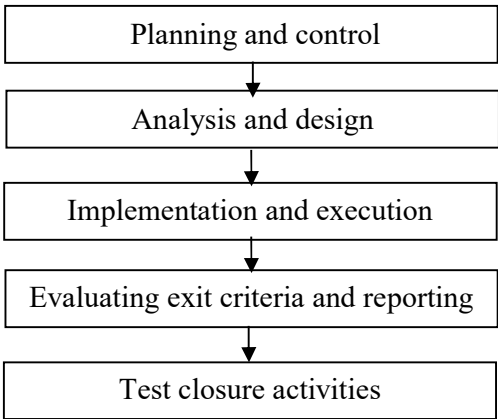 Planning and control
Analysis and design
Implementation and execution
Evaluating exit criteria and reporting
Test closure activities